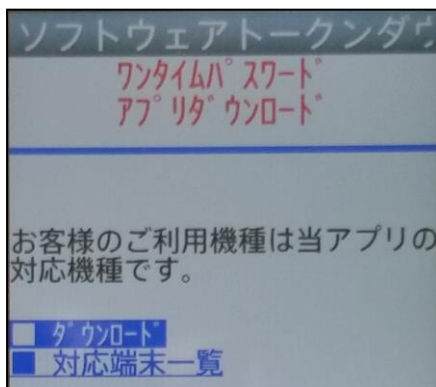 ソフトウェアトークンダウ
ﾜﾝﾀｲﾑﾊﾟｽﾜｰﾄﾞ
ｱﾌﾟﾘﾀﾞｳﾝﾛｰﾄﾞ
お客様のご利用機種は当アプリの
対応機種です。
ﾀﾞｳﾝﾛｰﾄﾞ
対応端末一覧